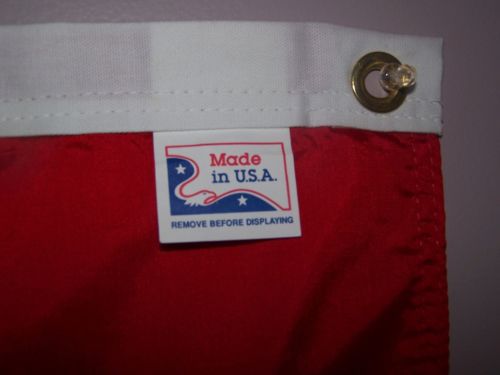 Made
in U.S.A.
REMOVE BEFORE DISPLAYING